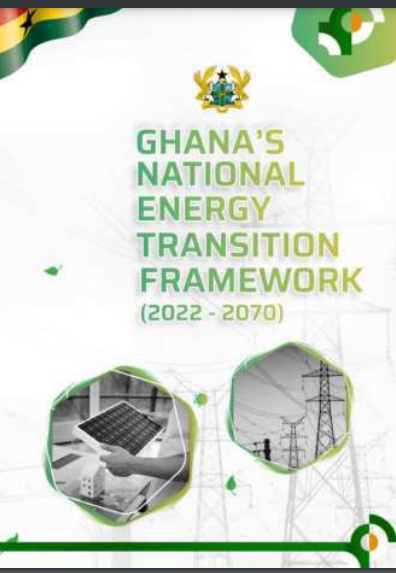 GHANA'S
NATIONAL
ENERGY
TRANSITION
FRAMEWORK
(2022 - 2070)